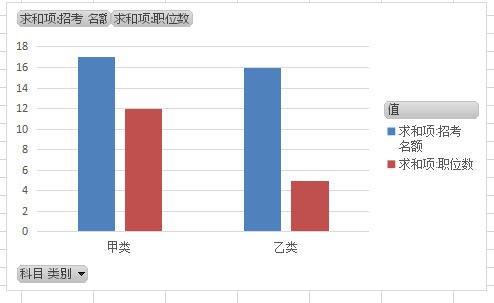 求和项:招考 名额 求和项:职位数
18
16
14
12
10
8
6
4
2
0
甲类 乙类
值
求和项:招考
名额
求和项:职位数
科目 类别